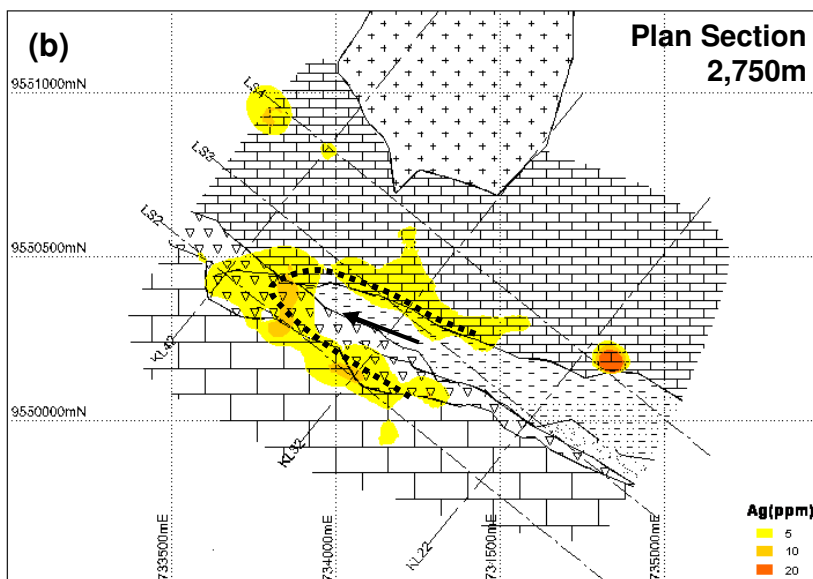 (b)
Plan Section
2,750m
9551000mN
LS4
LS3
LS2
9550500mN
KL42
KL32
KL22
9550000mN
733500mE
734000mE
734500mE
735000mE
Ag(ppm)
5
10
20